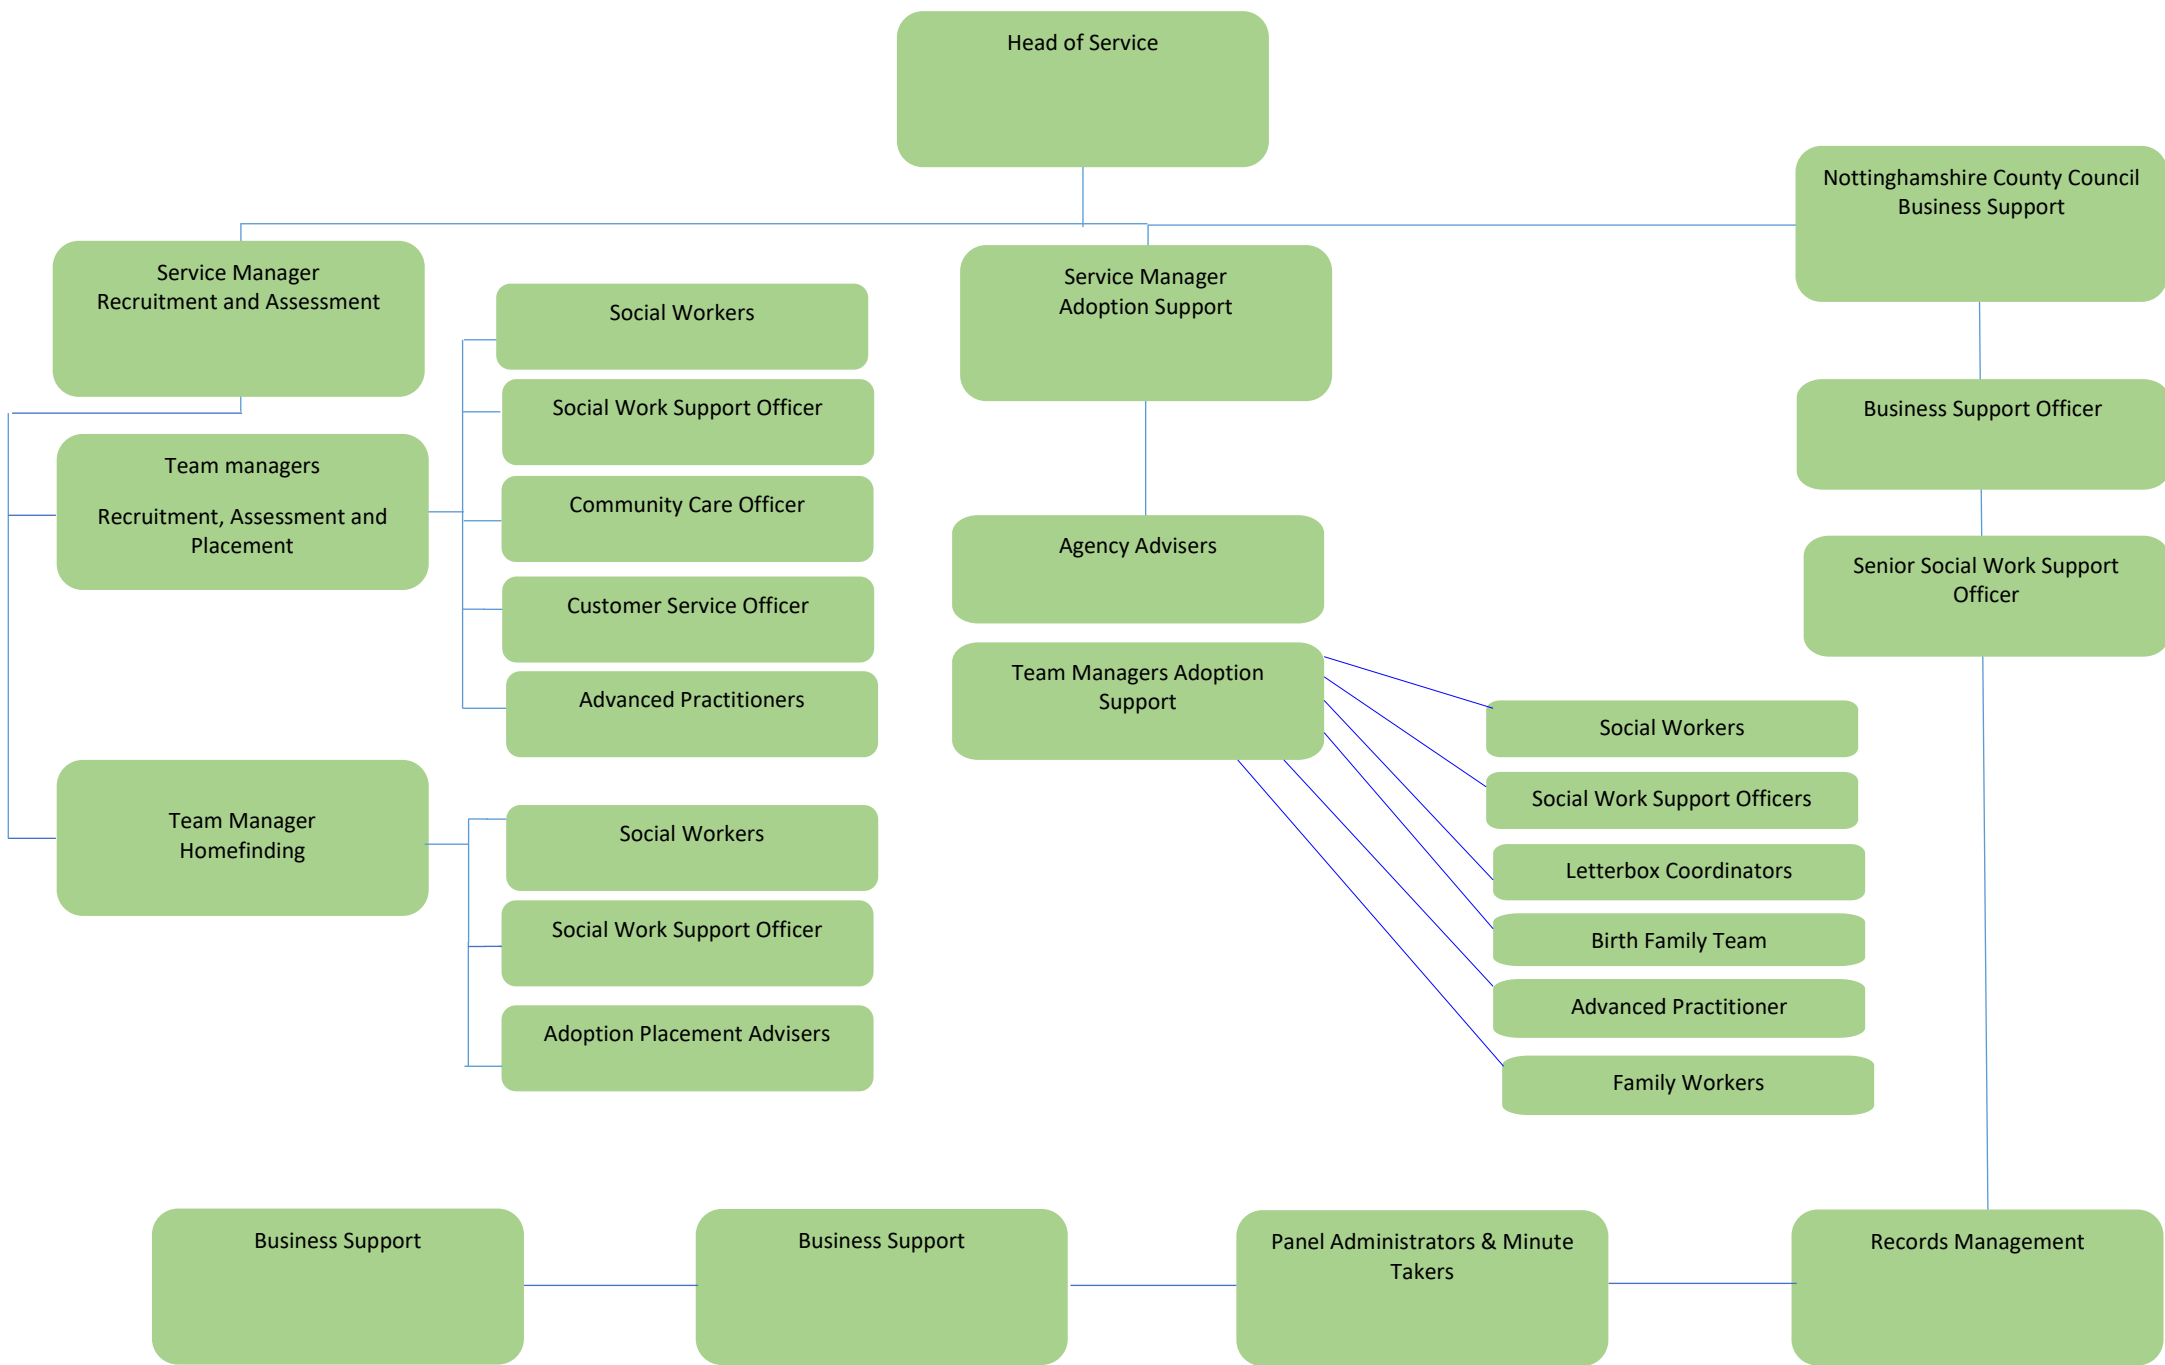 Head of Service
Nottinghamshire County Council
Business Support
Service Manager
Recruitment and Assessment
Service Manager
Adoption Support
Social Workers
Social Work Support Officer
Community Care Officer
Customer Service Officer
Advanced Practitioners
Team managers
Recruitment, Assessment and
Placement
Business Support Officer
Agency Advisers
Senior Social Work Support
Officer
Team Managers Adoption
Support
Social Workers
Social Work Support Officers
Letterbox Coordinators
Birth Family Team
Advanced Practitioner
Family Workers
Team Manager
Homefinding
Social Workers
Social Work Support Officer
Adoption Placement Advisers
Business Support
Business Support
Panel Administrators & Minute
Takers
Records Management